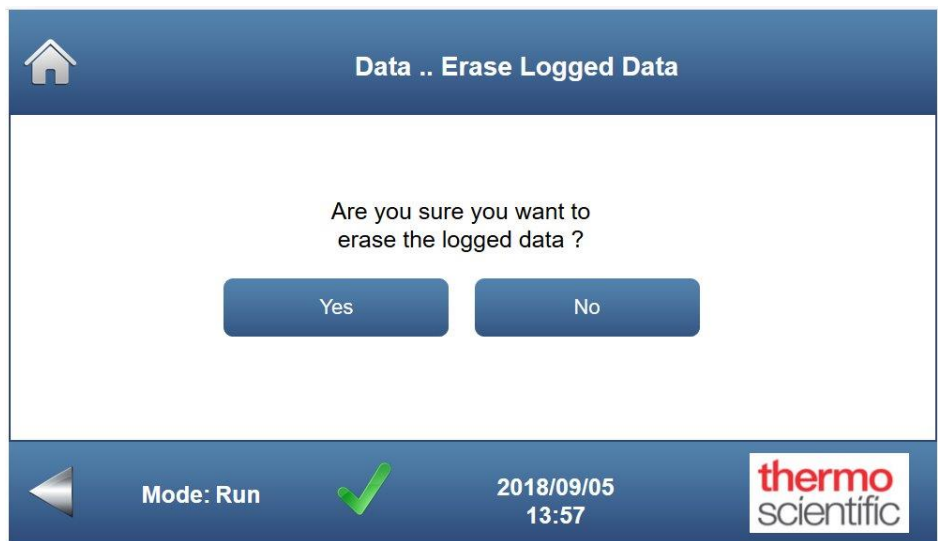 Data .. Erase Logged Data
Are you sure you want to
erase the logged data ?
Yes
No
Mode: Run
2018/09/05
13:57
thermo
scientific